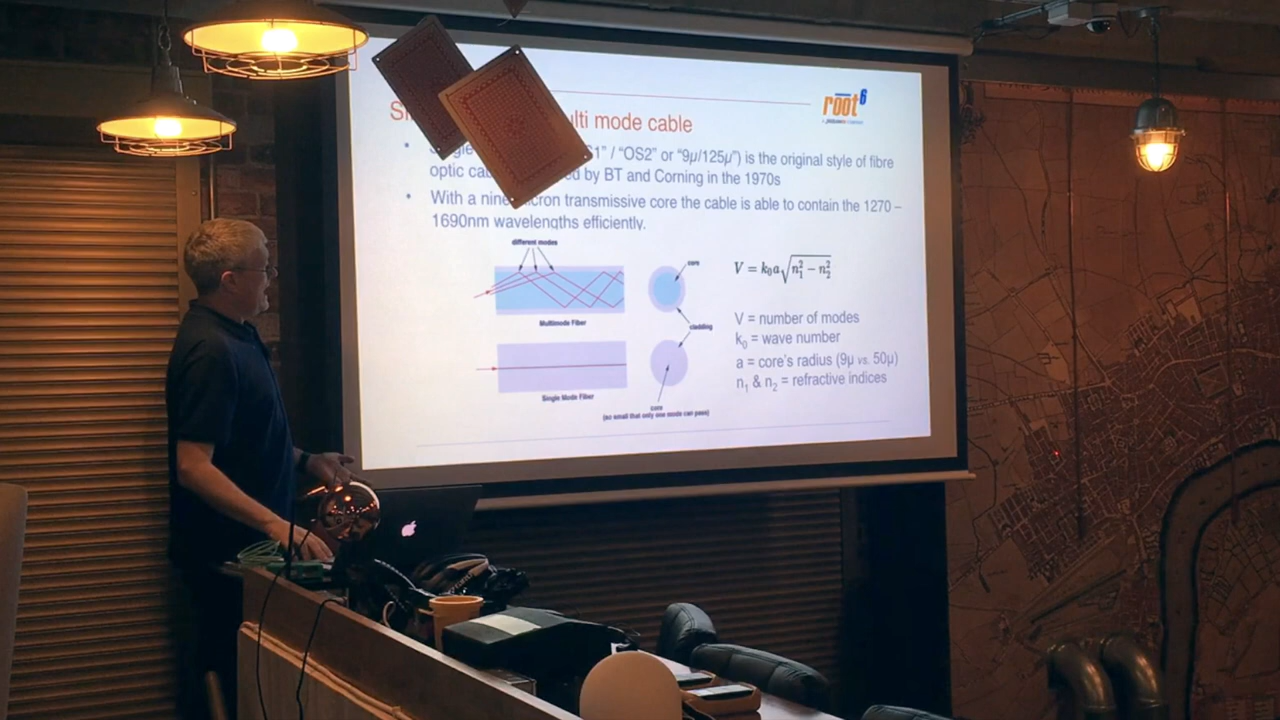 root6
ulti mode cable
S1” / “OS2” or “9µ/125µ”) is the original style of fibre
optic ca ed by BT and Corning in the 1970s
With a nine cron transmissive core the cable is able to contain the 1270 –
1690nm wavelengths efficiently.
different modes
Multimode Fiber
core
cladding
Single Mode Fiber
core
(so small that only one mode can pass)
V = k₀a√(n₁² − n₂²)
V = number of modes
k₀ = wave number
a = core's radius (9µ vs. 50µ)
n₁ & n₂ = refractive indices